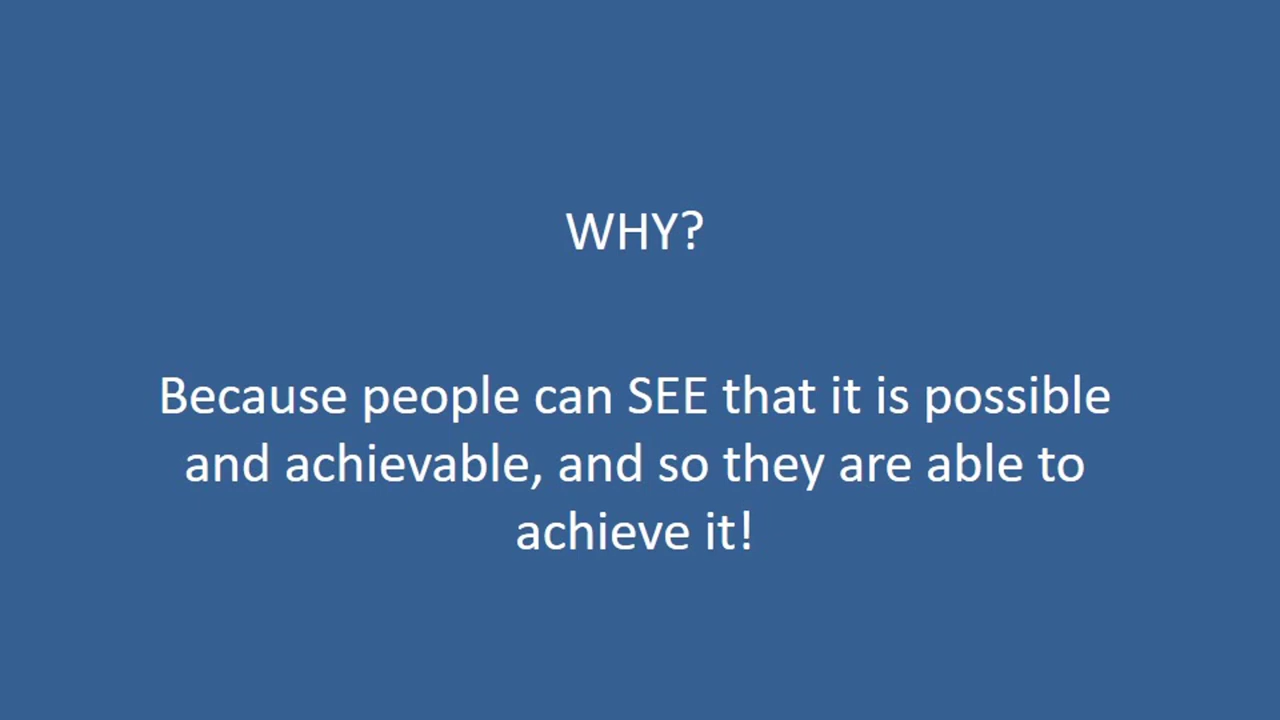 WHY?
Because people can SEE that it is possible
and achievable, and so they are able to
achieve it!